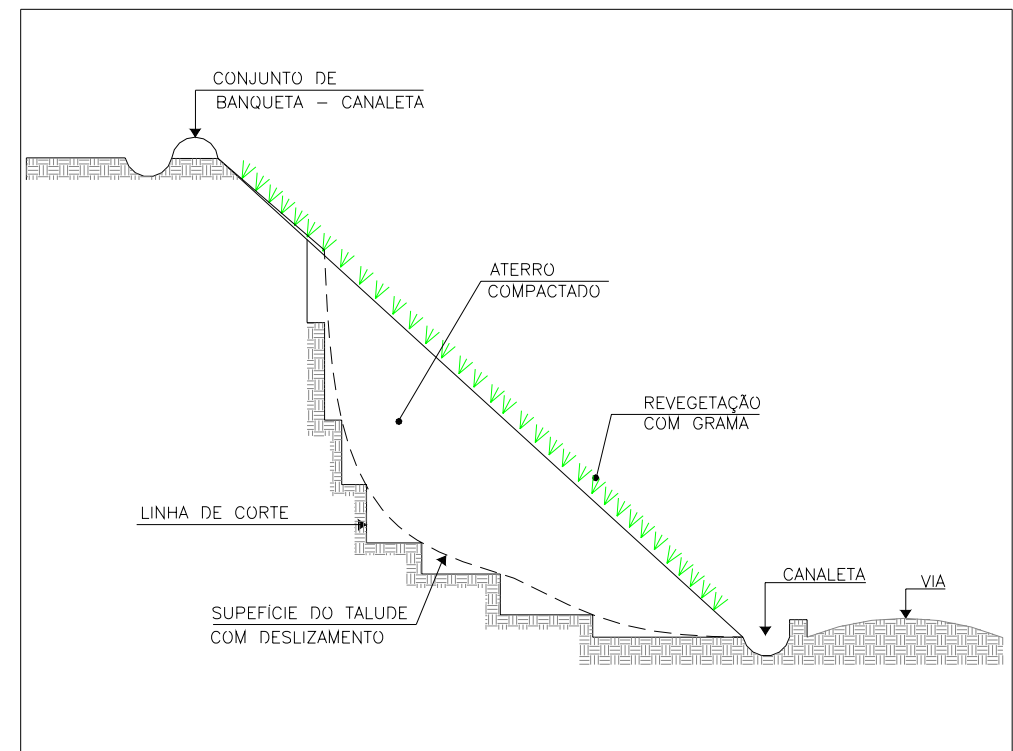 CONJUNTO DE
BANQUETA – CANALETA
ATERRO
COMPACTADO
REVEGETAÇÃO
COM GRAMA
LINHA DE CORTE
CANALETA
VIA
SUPEFÍCIE DO TALUDE
COM DESLIZAMENTO